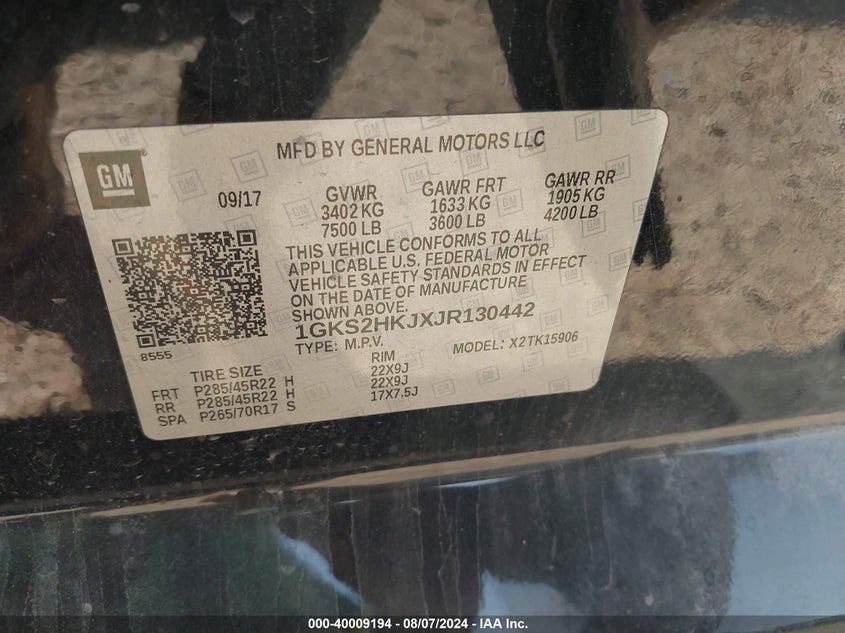 GM
MFD BY GENERAL MOTORS LLC
09/17
GVWR
3402 KG
7500 LB
GAWR FRT
1633 KG
3600 LB
GAWR RR
1905 KG
4200 LB
THIS VEHICLE CONFORMS TO ALL
APPLICABLE U.S. FEDERAL MOTOR
VEHICLE SAFETY STANDARDS IN EFFECT
ON THE DATE OF MANUFACTURE
SHOWN ABOVE.
1GKS2HKJXJR130442
8555
TYPE: M.P.V.
MODEL: X2TK15906
TIRE SIZE RIM
FRT P285/45R22 H 22X9J
RR P285/45R22 H 22X9J
SPA P265/70R17 S 17X7.5J
000-40009194 - 08/07/2024 - IAA Inc.